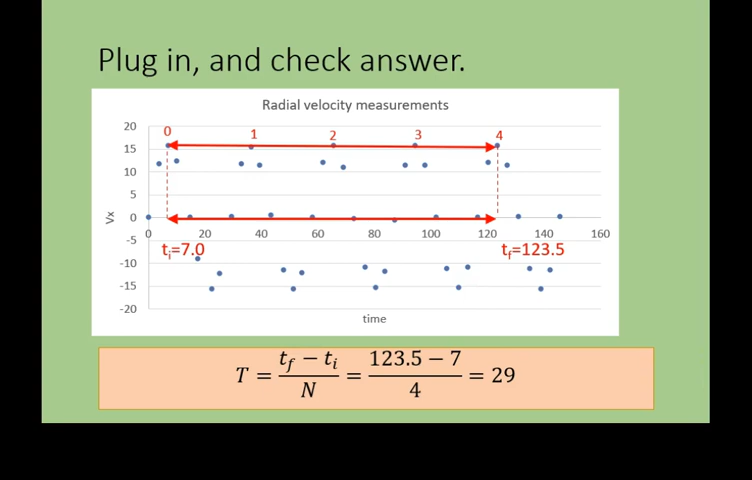 Plug in, and check answer.
Radial velocity measurements
20
15
10
5
0
-5
-10
-15
-20
Vx
0 1 2 3 4
0 20 40 60 80 100 120 140 160
tᵢ=7.0
t_f=123.5
time
T = (t_f − tᵢ)/N = (123.5 − 7)/4 = 29